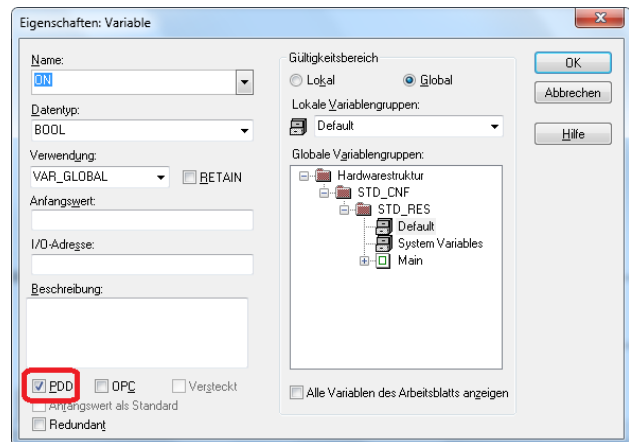 Eigenschaften: Variable
Name:
ON
Datentyp:
BOOL
Verwendung:
VAR_GLOBAL
RETAIN
Anfangswert:
I/O-Adresse:
Beschreibung:
PDD
OPC
Versteckt
Anfangswert als Standard
Redundant
Gültigkeitsbereich
Lokal
Global
Lokale Variablengruppen:
Default
Globale Variablengruppen:
Hardwarestruktur
STD_CNF
STD_RES
Default
System Variables
Main
Alle Variablen des Arbeitsblatts anzeigen
OK
Abbrechen
Hilfe